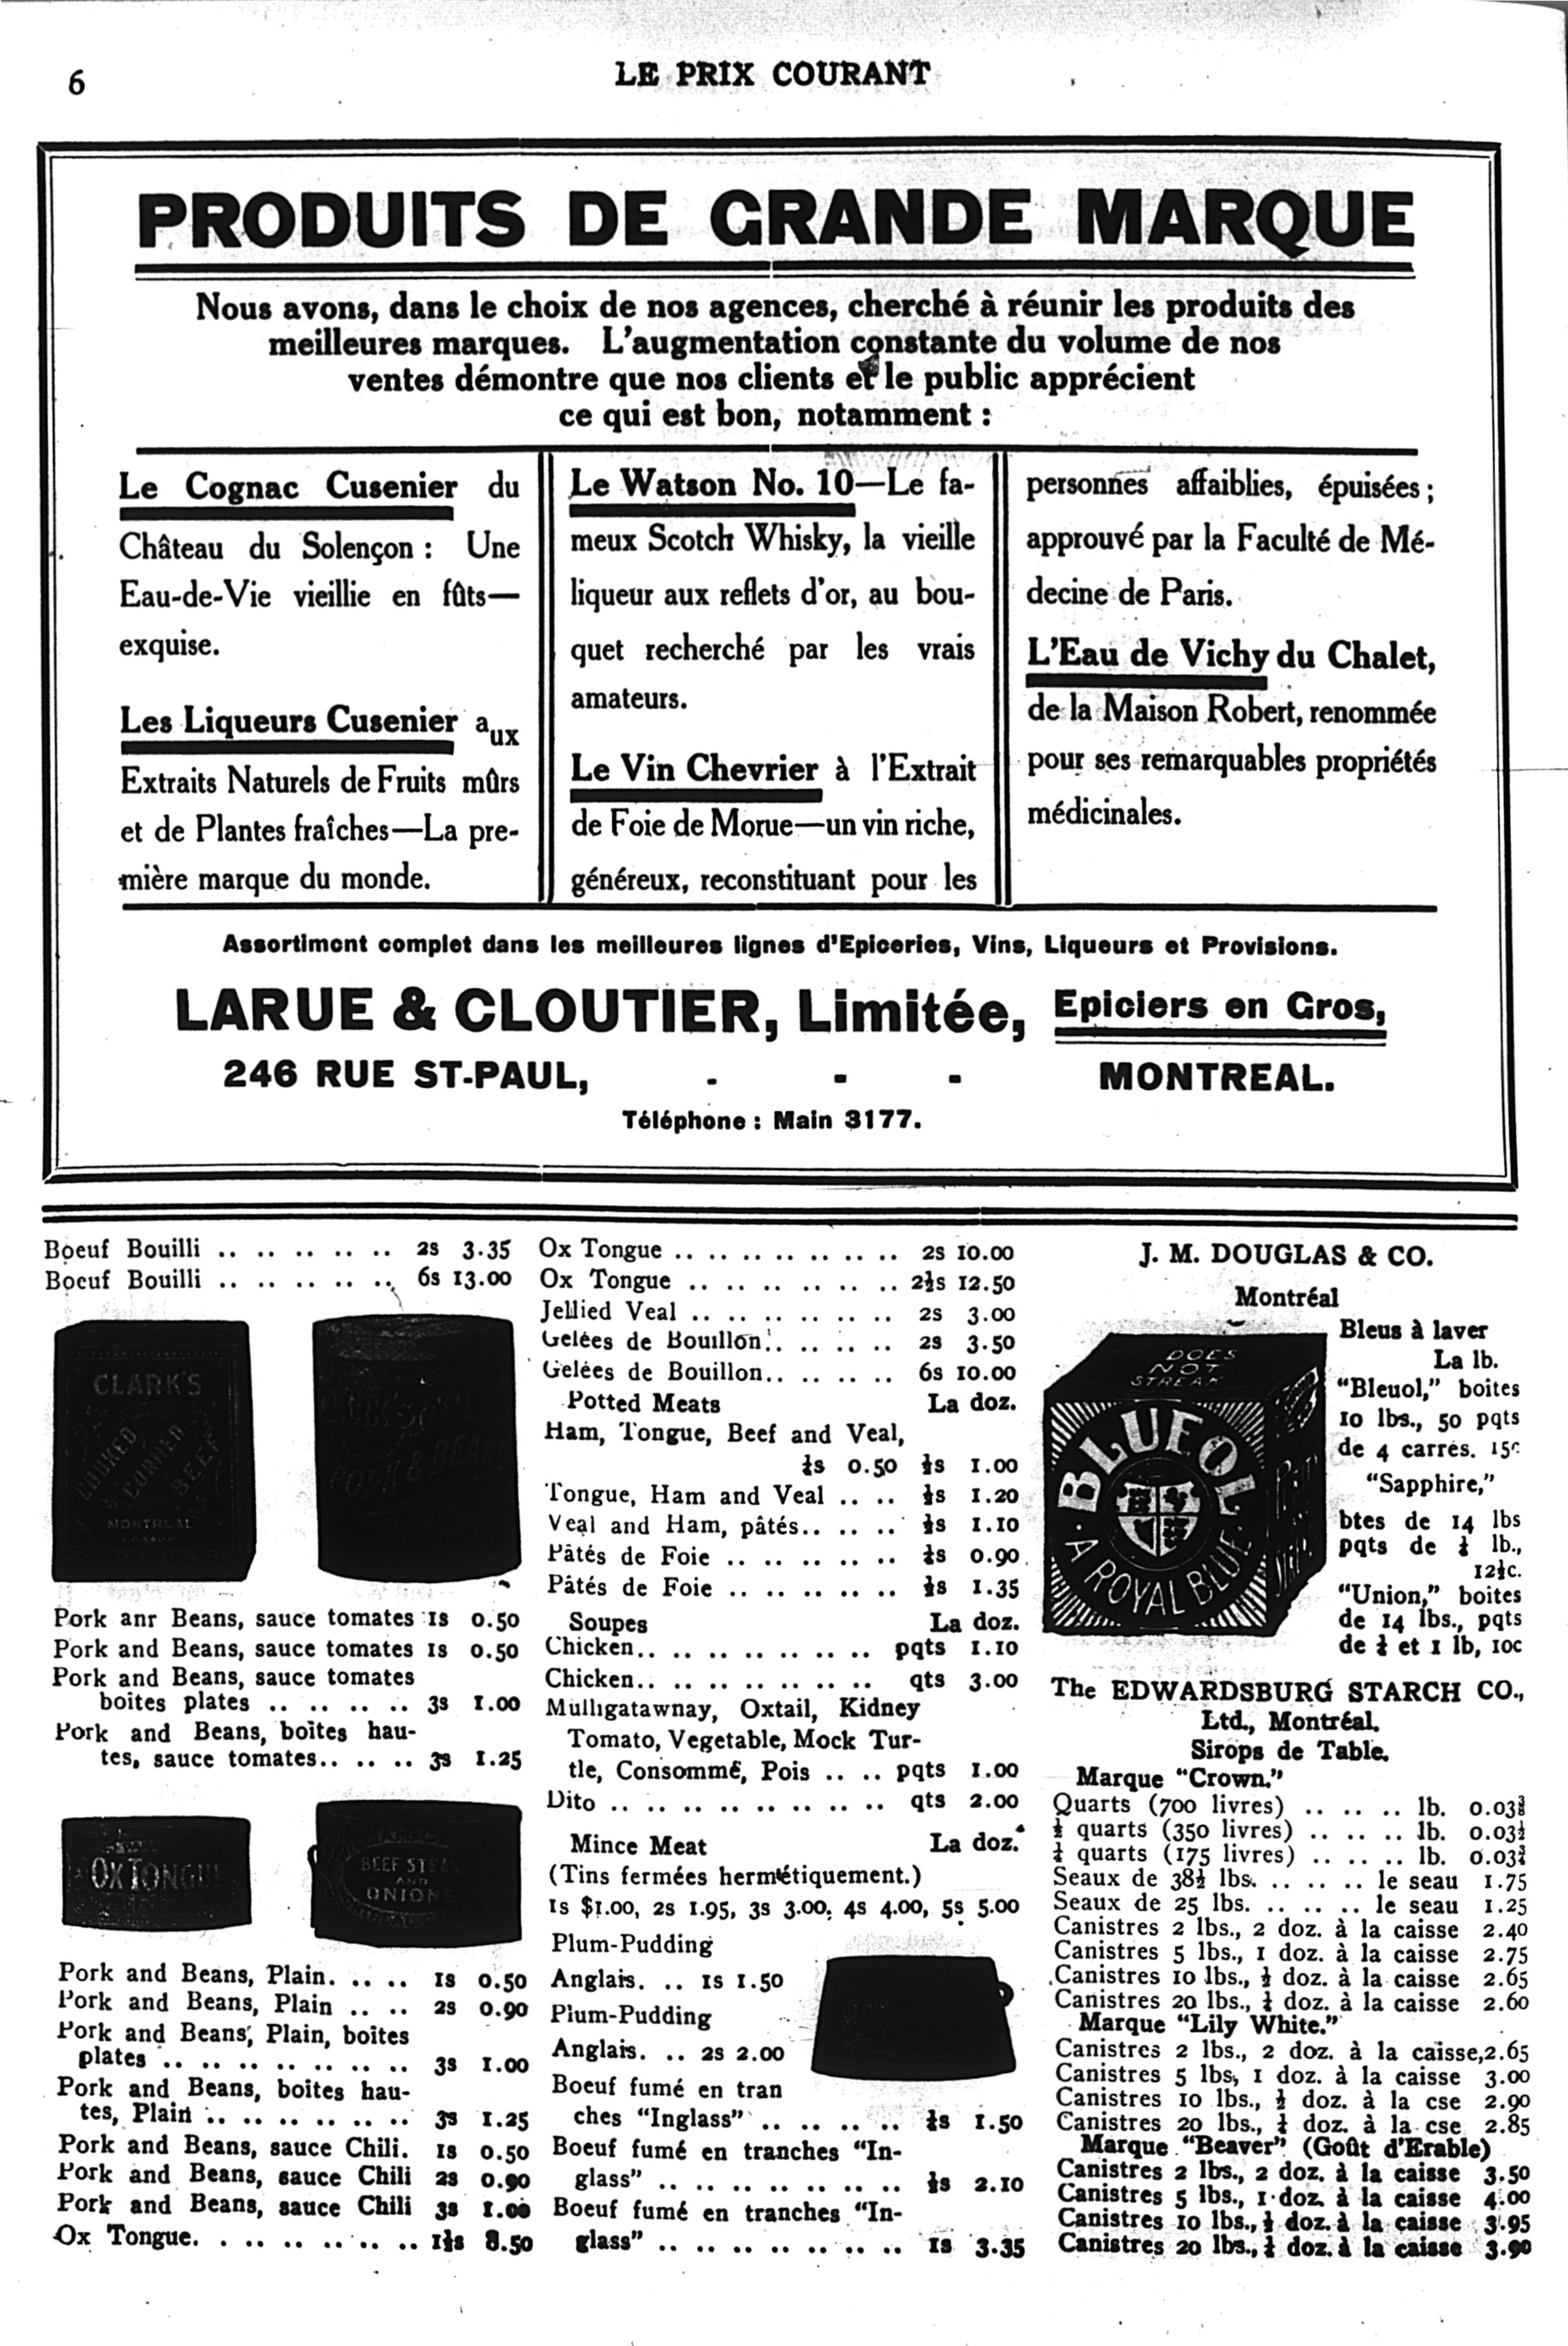 6
LE PRIX COURANT
PRODUITS DE GRANDE MARQUE
Nous avons, dans le choix de nos agences, cherché à réunir les produits des
meilleures marques. L'augmentation constante du volume de nos
ventes démontre que nos clients et le public apprécient
ce qui est bon, notamment :
Le Cognac Cusenier du
Château du Solençon : Une
Eau-de-Vie vieillie en fûts—
exquise.
Les Liqueurs Cusenier aux
Extraits Naturels de Fruits mûrs
et de Plantes fraîches—La pre-
mière marque du monde.
Le Watson No. 10—Le fa-
meux Scotch Whisky, la vieille
liqueur aux reflets d'or, au bou-
quet recherché par les vrais
amateurs.
Le Vin Chevrier à l'Extrait
de Foie de Morue—un vin riche,
généreux, reconstituant pour les
personnes affaiblies, épuisées ;
approuvé par la Faculté de Mé-
decine de Paris.
L'Eau de Vichy du Chalet,
de la Maison Robert, renommée
pour ses remarquables propriétés
médicinales.
Assortiment complet dans les meilleures lignes d'Epiceries, Vins, Liqueurs et Provisions.
LARUE & CLOUTIER, Limitée, Epiciers en Gros,
246 RUE ST-PAUL, - - - MONTREAL.
Téléphone : Main 3177.
Boeuf Bouilli .. .. .. .. .. .. 2s 3.35
Boeuf Bouilli .. .. .. .. .. .. 6s 13.00
CLARK'S
COOKED
CORNED
BEEF
MONTREAL
CANADA
PORK & BEANS
Pork anr Beans, sauce tomates 1s 0.50
Pork and Beans, sauce tomates 1s 0.50
Pork and Beans, sauce tomates
boites plates .. .. .. .. .. 3s 1.00
Pork and Beans, boites hau-
tes, sauce tomates.. .. .. .. 3s 1.25
OX TONGUE
BEEF STEAK
AND
ONIONS
Pork and Beans, Plain. .. .. .. 1s 0.50
Pork and Beans, Plain .. .. .. 2s 0.90
Pork and Beans, Plain, boites
plates .. .. .. .. .. .. .. .. .. 3s 1.00
Pork and Beans, boites hau-
tes, Plain .. .. .. .. .. .. .. .. 3s 1.25
Pork and Beans, sauce Chili. 1s 0.50
Pork and Beans, sauce Chili 2s 0.90
Pork and Beans, sauce Chili 3s 1.00
Ox Tongue. . .. .. .. .. .. .. 1½s 8.50
Ox Tongue .. .. .. .. .. .. .. .. .. 2s 10.00
Ox Tongue .. .. .. .. .. .. .. .. 2½s 12.50
Jellied Veal .. .. .. .. .. .. .. .. 2s 3.00
Gelées de Bouillon.. .. .. .. .. 2s 3.50
Gelées de Bouillon.. .. .. .. .. 6s 10.00
Potted Meats La doz.
Ham, Tongue, Beef and Veal,
¼s 0.50 ½s 1.00
Tongue, Ham and Veal .. .. ½s 1.20
Veal and Ham, pâtés.. .. .. .. ½s 1.10
Pâtés de Foie .. .. .. .. .. .. .. ¼s 0.90
Pâtés de Foie .. .. .. .. .. .. .. ½s 1.35
Soupes La doz.
Chicken.. .. .. .. .. .. .. .. .. pqts 1.10
Chicken.. .. .. .. .. .. .. .. .. qts 3.00
Mulligatawnay, Oxtail, Kidney
Tomato, Vegetable, Mock Tur-
tle, Consommé, Pois .. .. .. pqts 1.00
Dito .. .. .. .. .. .. .. .. .. .. qts 2.00
Mince Meat La doz.
(Tins fermées hermétiquement.)
1s $1.00, 2s 1.95, 3s 3.00, 4s 4.00, 5s 5.00
Plum-Pudding
Anglais. .. 1s 1.50
Plum-Pudding
Anglais. .. 2s 2.00
Boeuf fumé en tran
ches "Inglass" .. .. .. .. .. ¼s 1.50
Boeuf fumé en tranches "In-
glass" .. .. .. .. .. .. .. .. .. ½s 2.10
Boeuf fumé en tranches "In-
glass" .. .. .. .. .. .. .. .. .. 1s 3.35
J. M. DOUGLAS & CO.
Montréal
DOES
NOT
STREAK
BLUEOL
A ROYAL BLUE
Bleus à laver
La lb.
"Bleuol," boites
10 lbs., 50 pqts
de 4 carrés. 15c
"Sapphire,"
btes de 14 lbs
pqts de ¼ lb.,
12½c.
"Union," boites
de 14 lbs., pqts
de ¼ et 1 lb, 10c
The EDWARDSBURG STARCH CO.,
Ltd., Montréal.
Sirops de Table.
Marque "Crown."
Quarts (700 livres) .. .. .. .. lb. 0.03⅜
½ quarts (350 livres) .. .. .. .. lb. 0.03½
¼ quarts (175 livres) .. .. .. .. lb. 0.03¾
Seaux de 38½ lbs. .. .. .. .. le seau 1.75
Seaux de 25 lbs. .. .. .. .. le seau 1.25
Canistres 2 lbs., 2 doz. à la caisse 2.40
Canistres 5 lbs., 1 doz. à la caisse 2.75
Canistres 10 lbs., ½ doz. à la caisse 2.65
Canistres 20 lbs., ¼ doz. à la caisse 2.60
Marque "Lily White."
Canistres 2 lbs., 2 doz. à la caisse, 2.65
Canistres 5 lbs, 1 doz. à la caisse 3.00
Canistres 10 lbs., ½ doz. à la cse 2.90
Canistres 20 lbs., ¼ doz. à la cse 2.85
Marque "Beaver" (Goût d'Erable)
Canistres 2 lbs., 2 doz. à la caisse 3.50
Canistres 5 lbs., 1 doz. à la caisse 4.00
Canistres 10 lbs., ½ doz. à la caisse 3.95
Canistres 20 lbs., ¼ doz. à la caisse 3.90